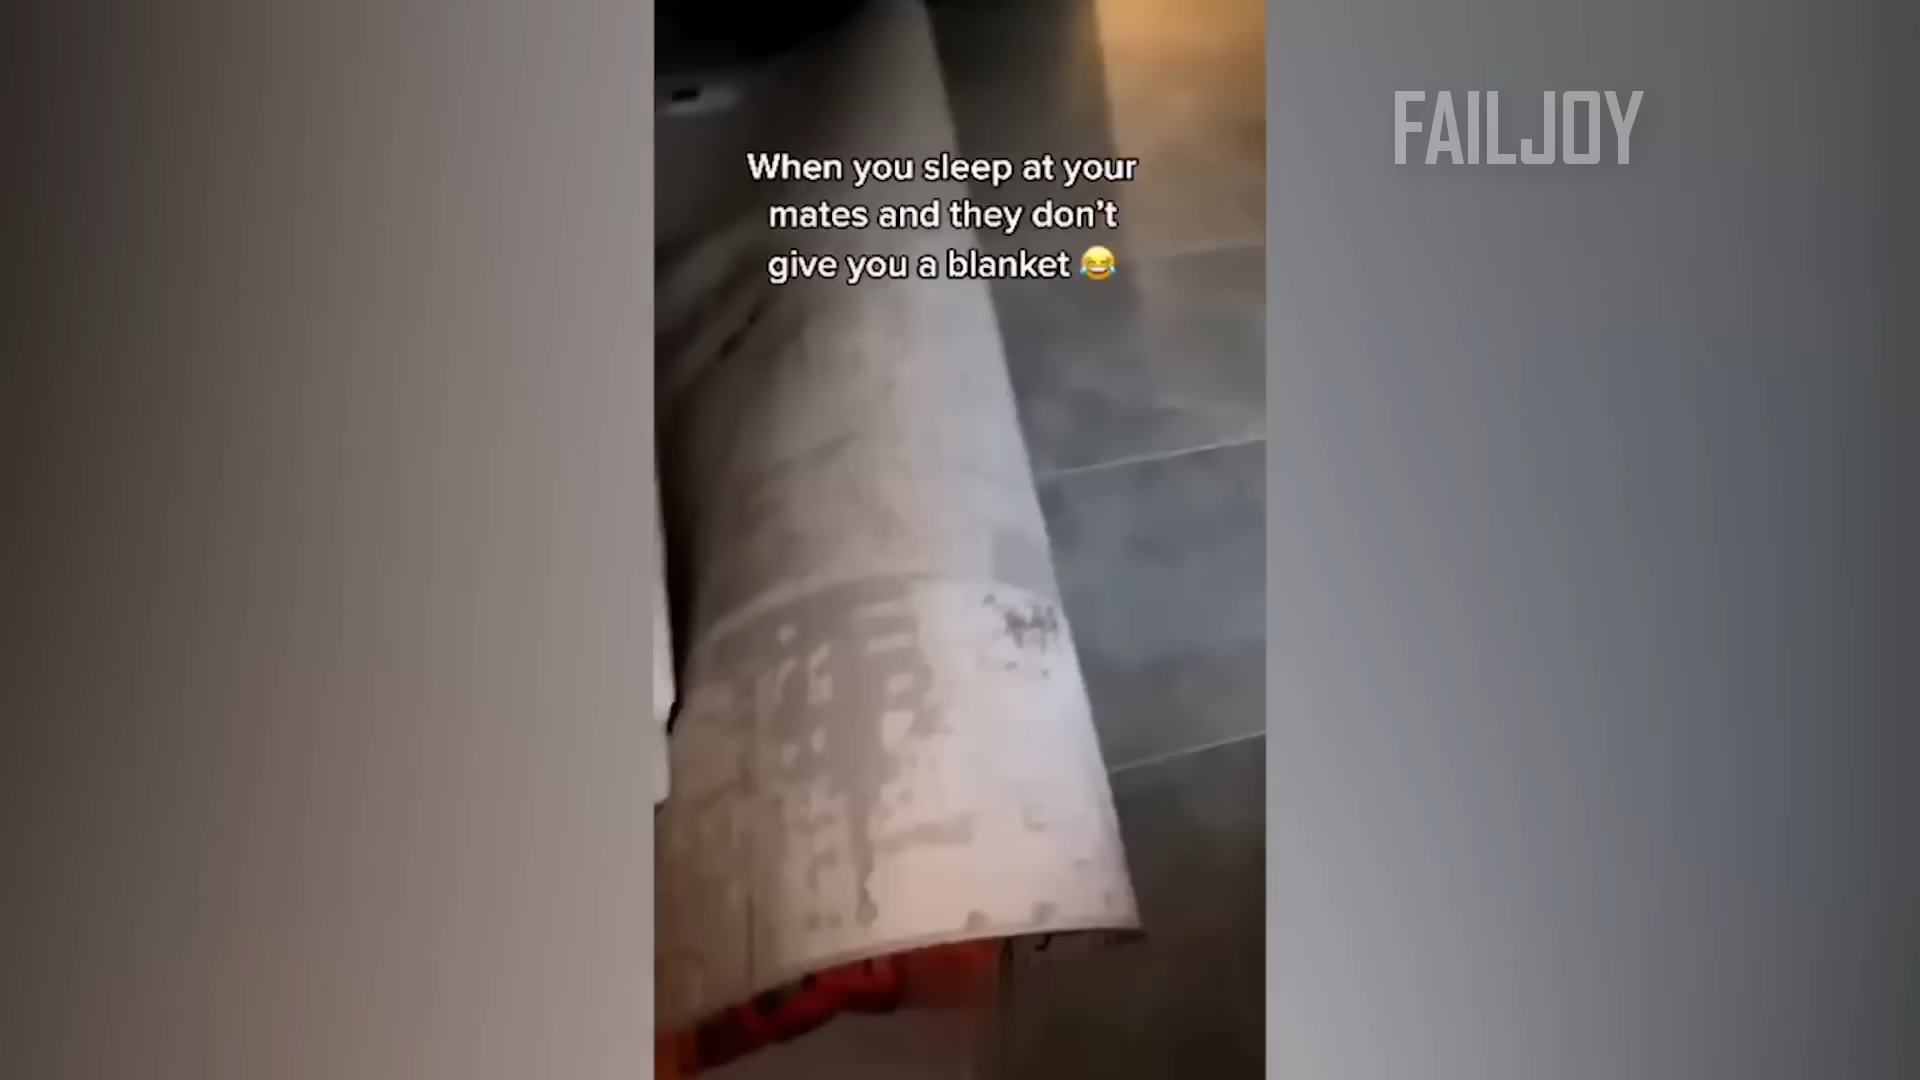 FAILJOY
When you sleep at your
mates and they don't
give you a blanket 😂